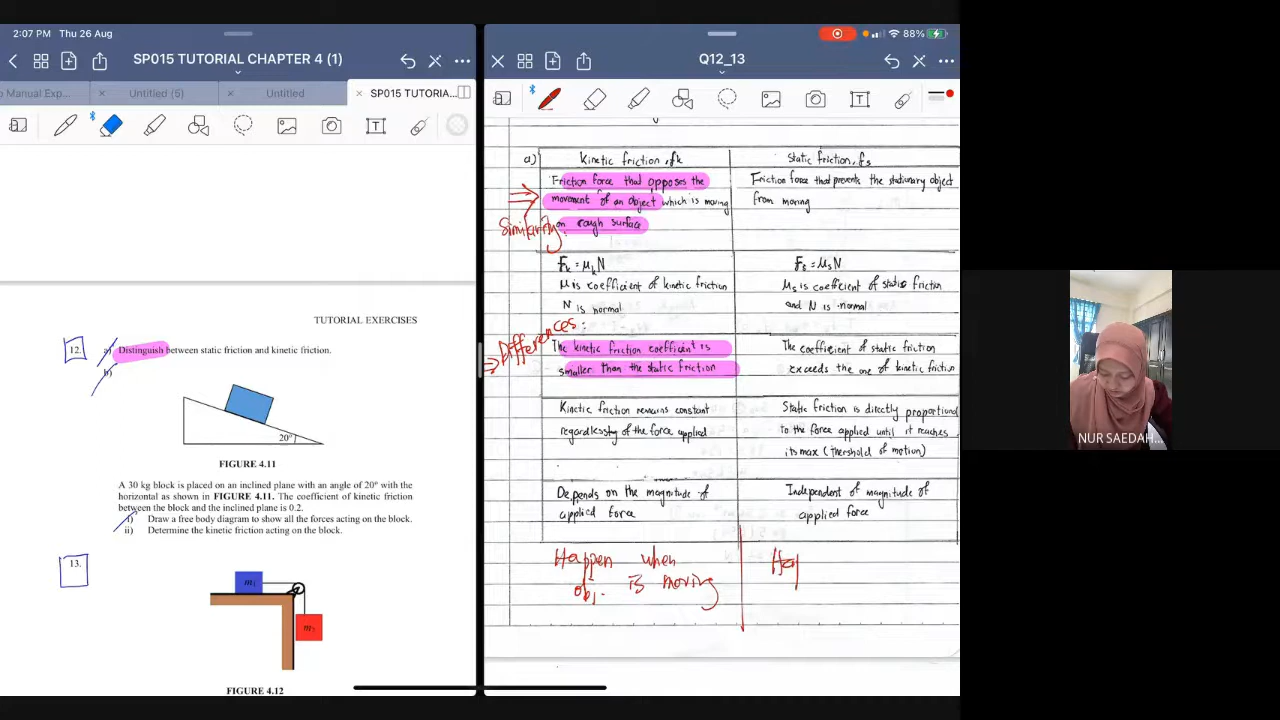 2:07 PM Thu 26 Aug
SP015 TUTORIAL CHAPTER 4 (1)
o Manual Exp...
Untitled (5)
Untitled
SP015 TUTORIA...
TUTORIAL EXERCISES
12.
a) Distinguish between static friction and kinetic friction.
b)
20°
FIGURE 4.11
A 30 kg block is placed on an inclined plane with an angle of 20° with the
horizontal as shown in FIGURE 4.11. The coefficient of kinetic friction
between the block and the inclined plane is 0.2.
i) Draw a free body diagram to show all the forces acting on the block.
ii) Determine the kinetic friction acting on the block.
13.
m₁
m₂
FIGURE 4.12
88%
Q12_13
a) Kinetic friction, fk
Static friction, fs
Friction force that opposes the
movement of an object which is moving
on rough surface
Friction force that prevents the stationary object
from moving
Similarity
Fk = μkN
μ is coefficient of kinetic friction
N is normal
Fs = μsN
μs is coefficient of static friction
and N is normal
Differences:
The kinetic friction coefficient is
smaller than the static friction
The coefficient of static friction
exceeds the one of kinetic friction
Kinetic friction remains constant
regardlessty of the force applied
Static friction is directly proportional
to the force applied until it reaches
its max (thershold of motion)
Depends on the magnitude of
applied force
Independent of magnitude of
applied force
Happen when
obj. is moving
Hap
NUR SAEDAH...